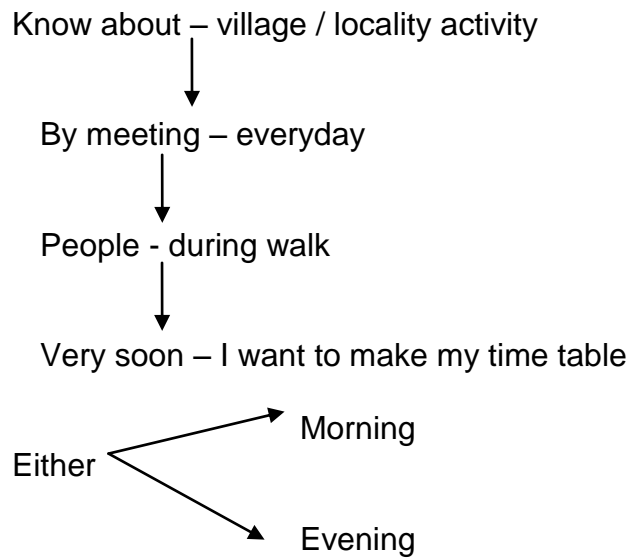 Know about – village / locality activity
By meeting – everyday
People - during walk
Very soon – I want to make my time table
Morning
Either
Evening